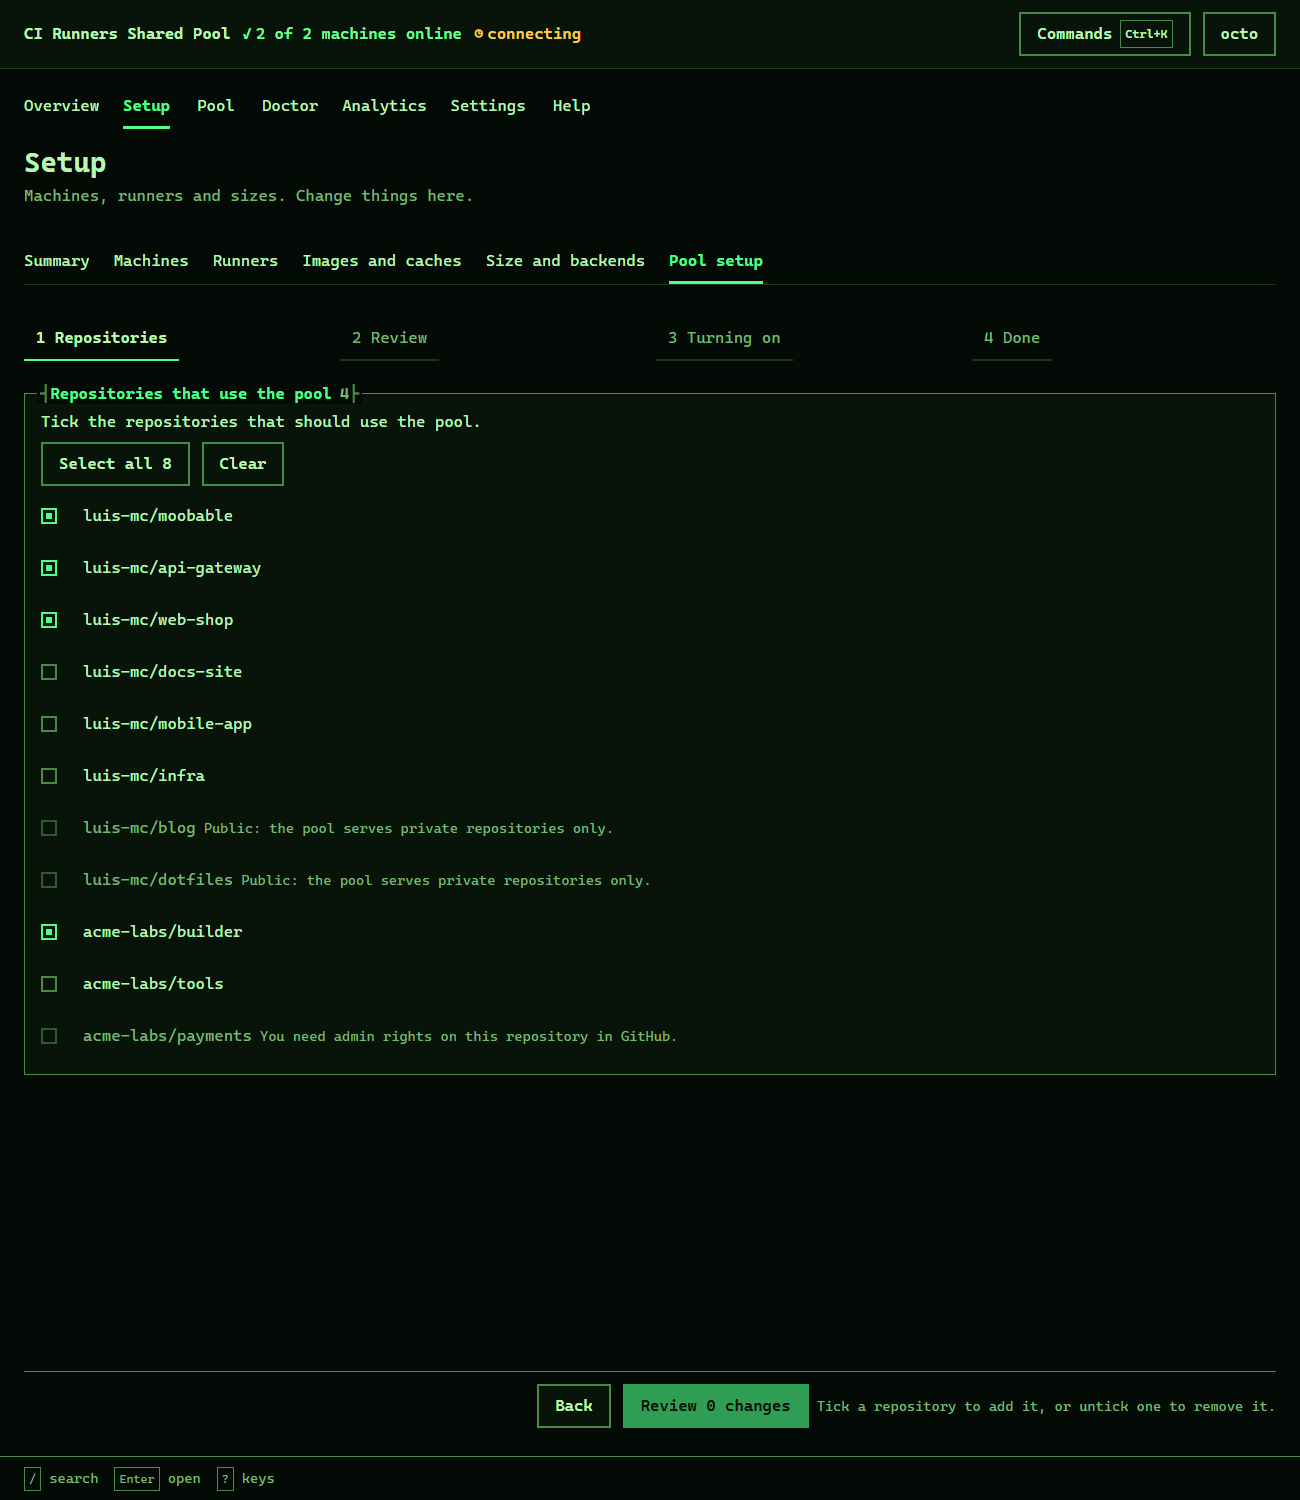 CI Runners Shared Pool ✓ 2 of 2 machines online connecting
Commands Ctrl+K octo
Overview Setup Pool Doctor Analytics Settings Help
Setup
Machines, runners and sizes. Change things here.
Summary Machines Runners Images and caches Size and backends Pool setup
1 Repositories 2 Review 3 Turning on 4 Done
Repositories that use the pool 4
Tick the repositories that should use the pool.
Select all 8 Clear
luis-mc/moobable
luis-mc/api-gateway
luis-mc/web-shop
luis-mc/docs-site
luis-mc/mobile-app
luis-mc/infra
luis-mc/blog Public: the pool serves private repositories only.
luis-mc/dotfiles Public: the pool serves private repositories only.
acme-labs/builder
acme-labs/tools
acme-labs/payments You need admin rights on this repository in GitHub.
Back Review 0 changes Tick a repository to add it, or untick one to remove it.
/ search Enter open ? keys